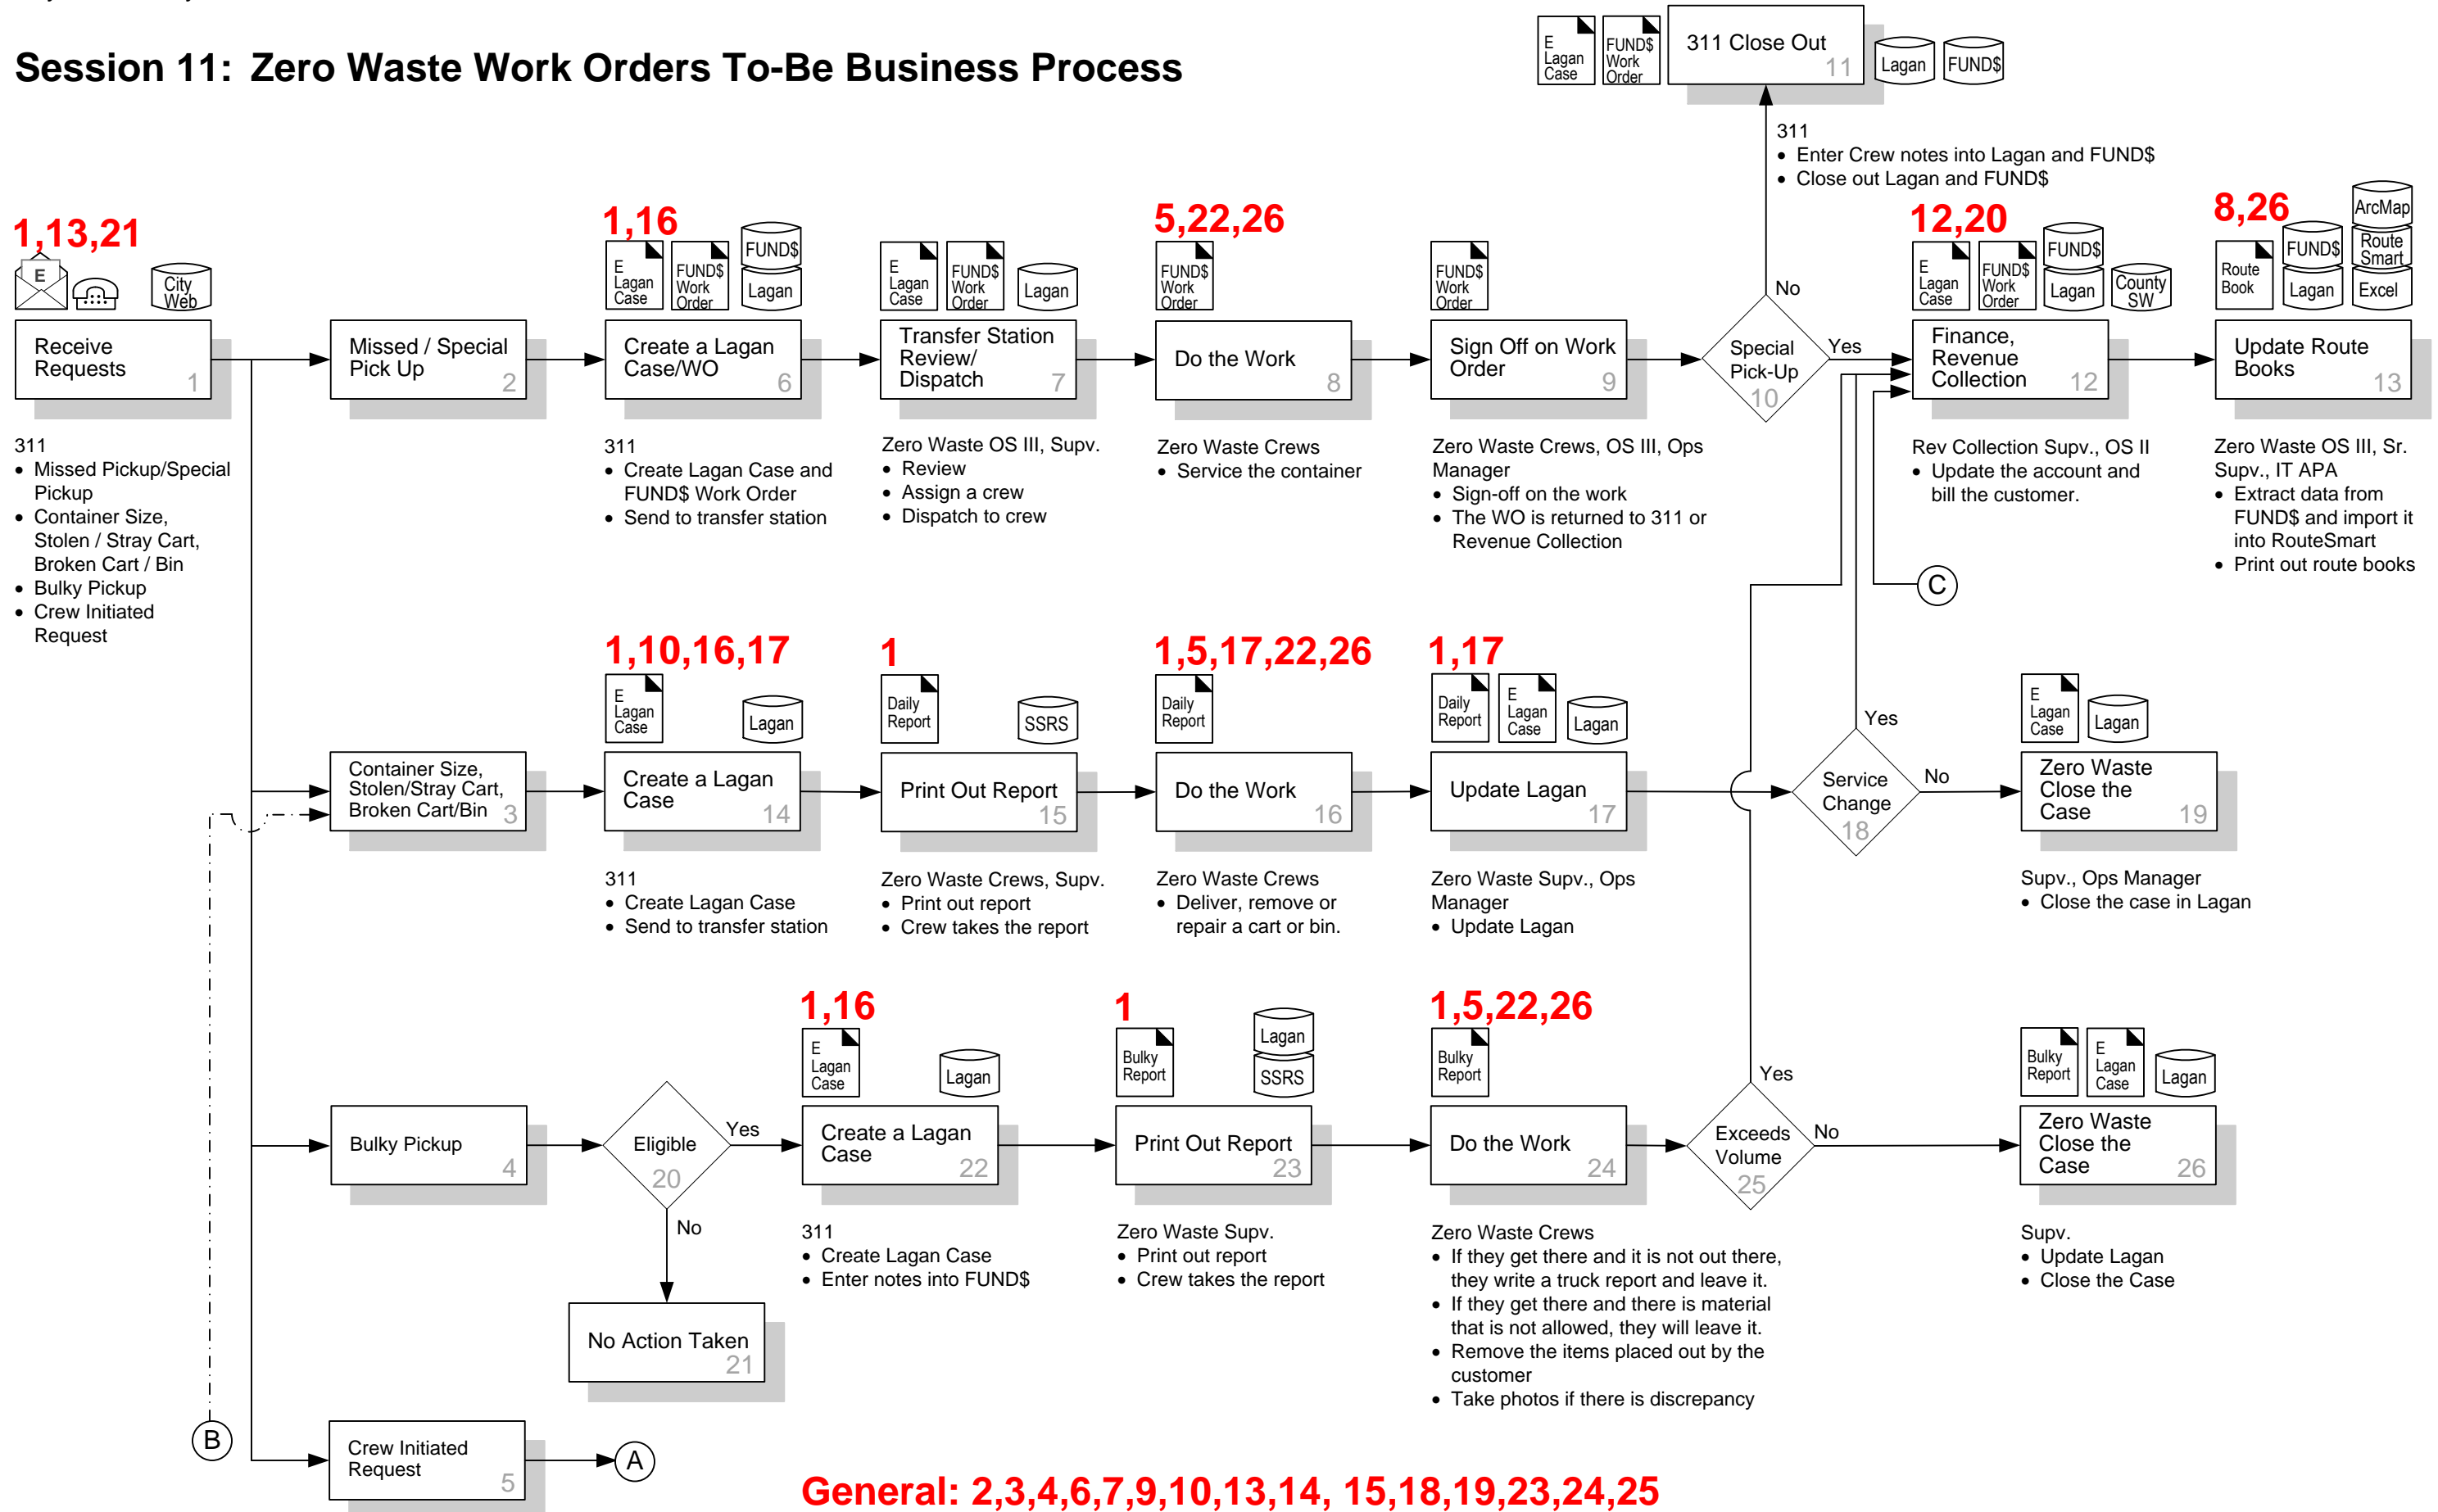 Session 11: Zero Waste Work Orders To-Be Business Process
E
Lagan
Case
FUND$
Work
Order
311 Close Out
11
Lagan
FUND$
311
• Enter Crew notes into Lagan and FUND$
• Close out Lagan and FUND$
No
1,13,21
E
City
Web
Receive
Requests
1
311
• Missed Pickup/Special
Pickup
• Container Size,
Stolen / Stray Cart,
Broken Cart / Bin
• Bulky Pickup
• Crew Initiated
Request
Missed / Special
Pick Up
2
1,16
E
Lagan
Case
FUND$
Work
Order
FUND$
Lagan
Create a Lagan
Case/WO
6
311
• Create Lagan Case and
FUND$ Work Order
• Send to transfer station
E
Lagan
Case
FUND$
Work
Order
Lagan
Transfer Station
Review/
Dispatch
7
Zero Waste OS III, Supv.
• Review
• Assign a crew
• Dispatch to crew
5,22,26
FUND$
Work
Order
Do the Work
8
Zero Waste Crews
• Service the container
FUND$
Work
Order
Sign Off on Work
Order
9
Zero Waste Crews, OS III, Ops
Manager
• Sign-off on the work
• The WO is returned to 311 or
Revenue Collection
Special
Pick-Up
10
Yes
12,20
E
Lagan
Case
FUND$
Work
Order
FUND$
Lagan
County
SW
Finance,
Revenue
Collection
12
Rev Collection Supv., OS II
• Update the account and
bill the customer.
8,26
Route
Book
FUND$
Lagan
ArcMap
Route
Smart
Excel
Update Route
Books
13
Zero Waste OS III, Sr.
Supv., IT APA
• Extract data from
FUND$ and import it
into RouteSmart
• Print out route books
C
Container Size,
Stolen/Stray Cart,
Broken Cart/Bin
3
1,10,16,17
E
Lagan
Case
Lagan
Create a Lagan
Case
14
311
• Create Lagan Case
• Send to transfer station
1
Daily
Report
SSRS
Print Out Report
15
Zero Waste Crews, Supv.
• Print out report
• Crew takes the report
1,5,17,22,26
Daily
Report
Do the Work
16
Zero Waste Crews
• Deliver, remove or
repair a cart or bin.
1,17
Daily
Report
E
Lagan
Case
Lagan
Update Lagan
17
Zero Waste Supv., Ops
Manager
• Update Lagan
Yes
Service
Change
18
No
E
Lagan
Case
Lagan
Zero Waste
Close the
Case
19
Supv., Ops Manager
• Close the case in Lagan
Bulky Pickup
4
Eligible
20
Yes
No
No Action Taken
21
1,16
E
Lagan
Case
Lagan
Create a Lagan
Case
22
311
• Create Lagan Case
• Enter notes into FUND$
1
Bulky
Report
Lagan
SSRS
Print Out Report
23
Zero Waste Supv.
• Print out report
• Crew takes the report
1,5,22,26
Bulky
Report
Do the Work
24
Zero Waste Crews
• If they get there and it is not out there,
they write a truck report and leave it.
• If they get there and there is material
that is not allowed, they will leave it.
• Remove the items placed out by the
customer
• Take photos if there is discrepancy
Yes
Exceeds
Volume
25
No
Bulky
Report
E
Lagan
Case
Lagan
Zero Waste
Close the
Case
26
Supv.
• Update Lagan
• Close the Case
B
Crew Initiated
Request
5
A
General: 2,3,4,6,7,9,10,13,14, 15,18,19,23,24,25